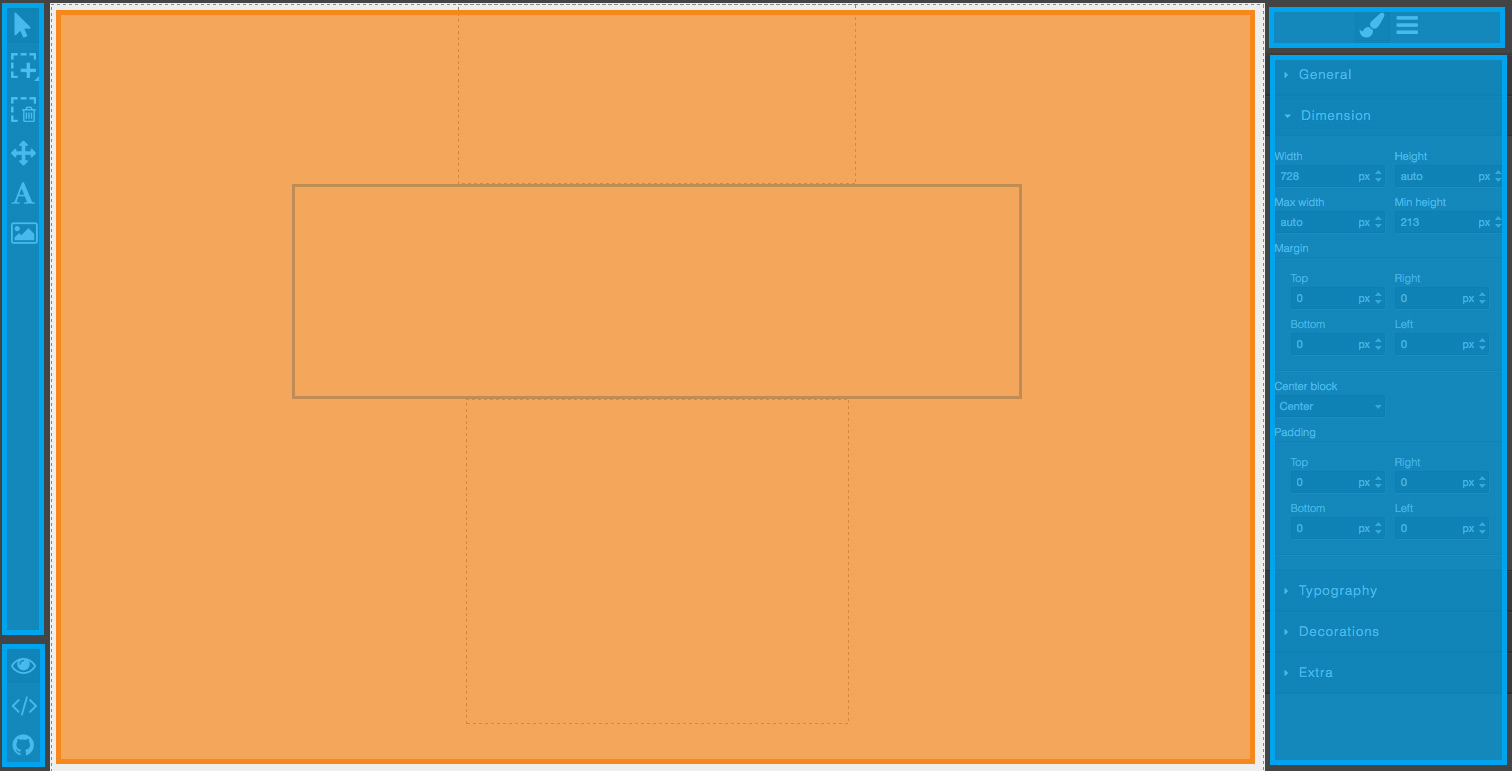 General
Dimension
Width Height
728 px auto px
Max width Min height
auto px 213 px
Margin
Top Right
0 px 0 px
Bottom Left
0 px 0 px
Center block
Center
Padding
Top Right
0 px 0 px
Bottom Left
0 px 0 px
Typography
Decorations
Extra